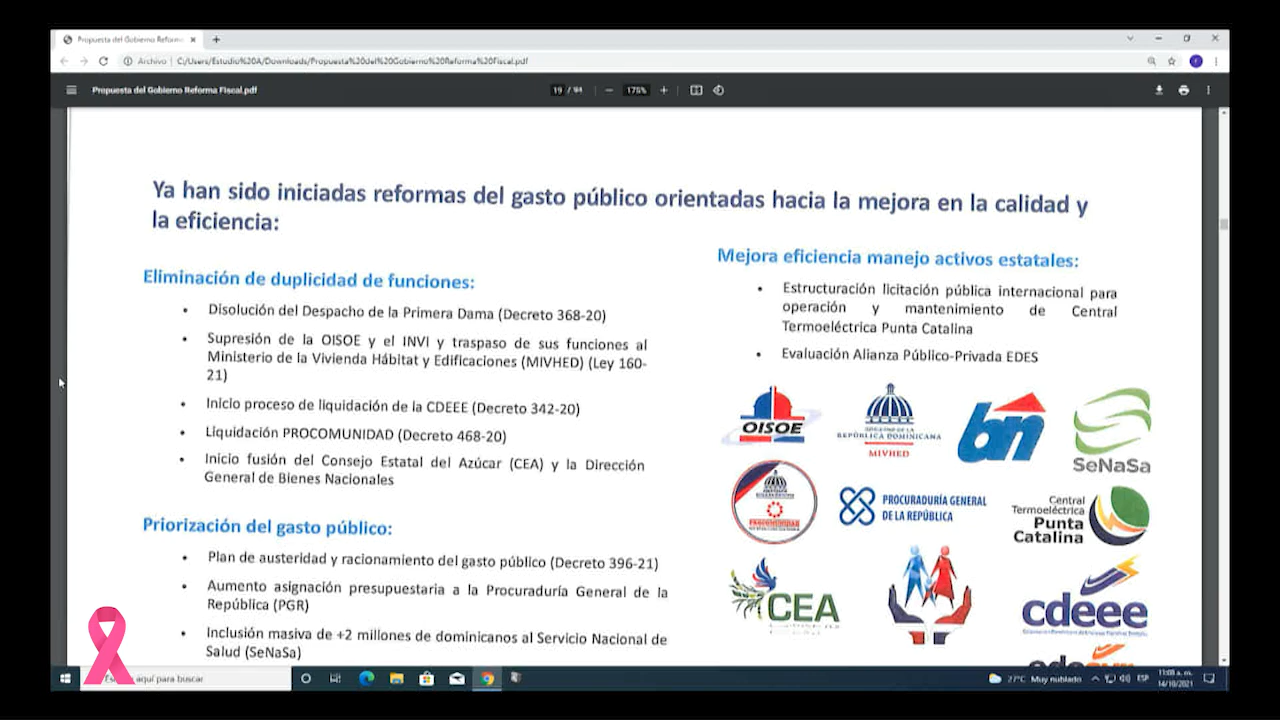 Propuesta del Gobierno Reform
Archivo | C:/Users/Estudio%20A/Downloads/Propuesta%20del%20Gobierno%20Reforma%20Fiscal.pdf
Propuesta del Gobierno Reforma Fiscal.pdf
19 / 94
175%
Ya han sido iniciadas reformas del gasto público orientadas hacia la mejora en la calidad y
la eficiencia:
Eliminación de duplicidad de funciones:
• Disolución del Despacho de la Primera Dama (Decreto 368-20)
• Supresión de la OISOE y el INVI y traspaso de sus funciones al
Ministerio de la Vivienda Hábitat y Edificaciones (MIVHED) (Ley 160-
21)
• Inicio proceso de liquidación de la CDEEE (Decreto 342-20)
• Liquidación PROCOMUNIDAD (Decreto 468-20)
• Inicio fusión del Consejo Estatal del Azúcar (CEA) y la Dirección
General de Bienes Nacionales
Priorización del gasto público:
• Plan de austeridad y racionamiento del gasto público (Decreto 396-21)
• Aumento asignación presupuestaria a la Procuraduría General de la
República (PGR)
• Inclusión masiva de +2 millones de dominicanos al Servicio Nacional de
Salud (SeNaSa)
Mejora eficiencia manejo activos estatales:
• Estructuración licitación pública internacional para
operación y mantenimiento de Central
Termoeléctrica Punta Catalina
• Evaluación Alianza Público-Privada EDES
OISOE
REPÚBLICA DOMINICANA
MIVHED
bn
SeNaSa
PROCOMUNIDAD
PROCURADURÍA GENERAL
DE LA REPÚBLICA
Central
Termoeléctrica
Punta
Catalina
CEA
cdeee
aquí para buscar
27°C Muy nublado
ESP
11:08 a. m.
14/10/2021